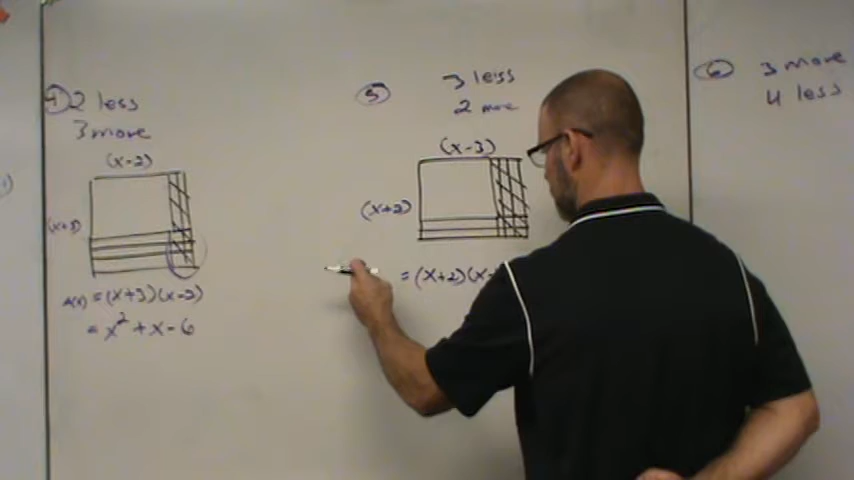 4 2 less
3 more
(x-2)
(x+3)
A(x) = (x+3)(x-2)
= x² + x - 6
5 3 less
2 more
(x-3)
(x+2)
= (x+2)(x-
6 3 more
4 less